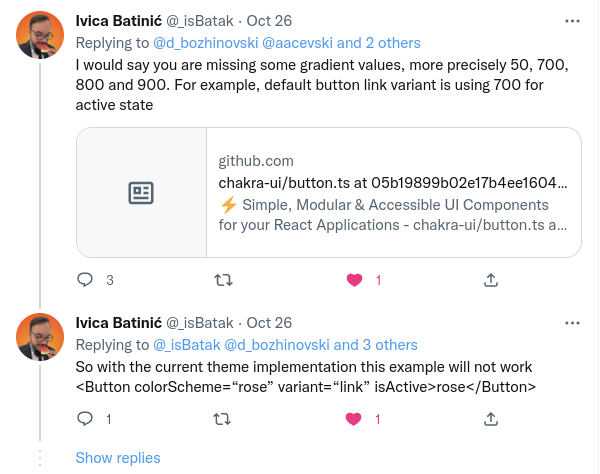 Ivica Batinić @_isBatak · Oct 26
Replying to @d_bozhinovski @aacevski and 2 others
I would say you are missing some gradient values, more precisely 50, 700,
800 and 900. For example, default button link variant is using 700 for
active state
github.com
chakra-ui/button.ts at 05b19899b02e17b4ee1604...
⚡ Simple, Modular & Accessible UI Components
for your React Applications - chakra-ui/button.ts a...
3 1
Ivica Batinić @_isBatak · Oct 26
Replying to @_isBatak @d_bozhinovski and 3 others
So with the current theme implementation this example will not work
<Button colorScheme=“rose” variant=“link” isActive>rose</Button>
1 1
Show replies